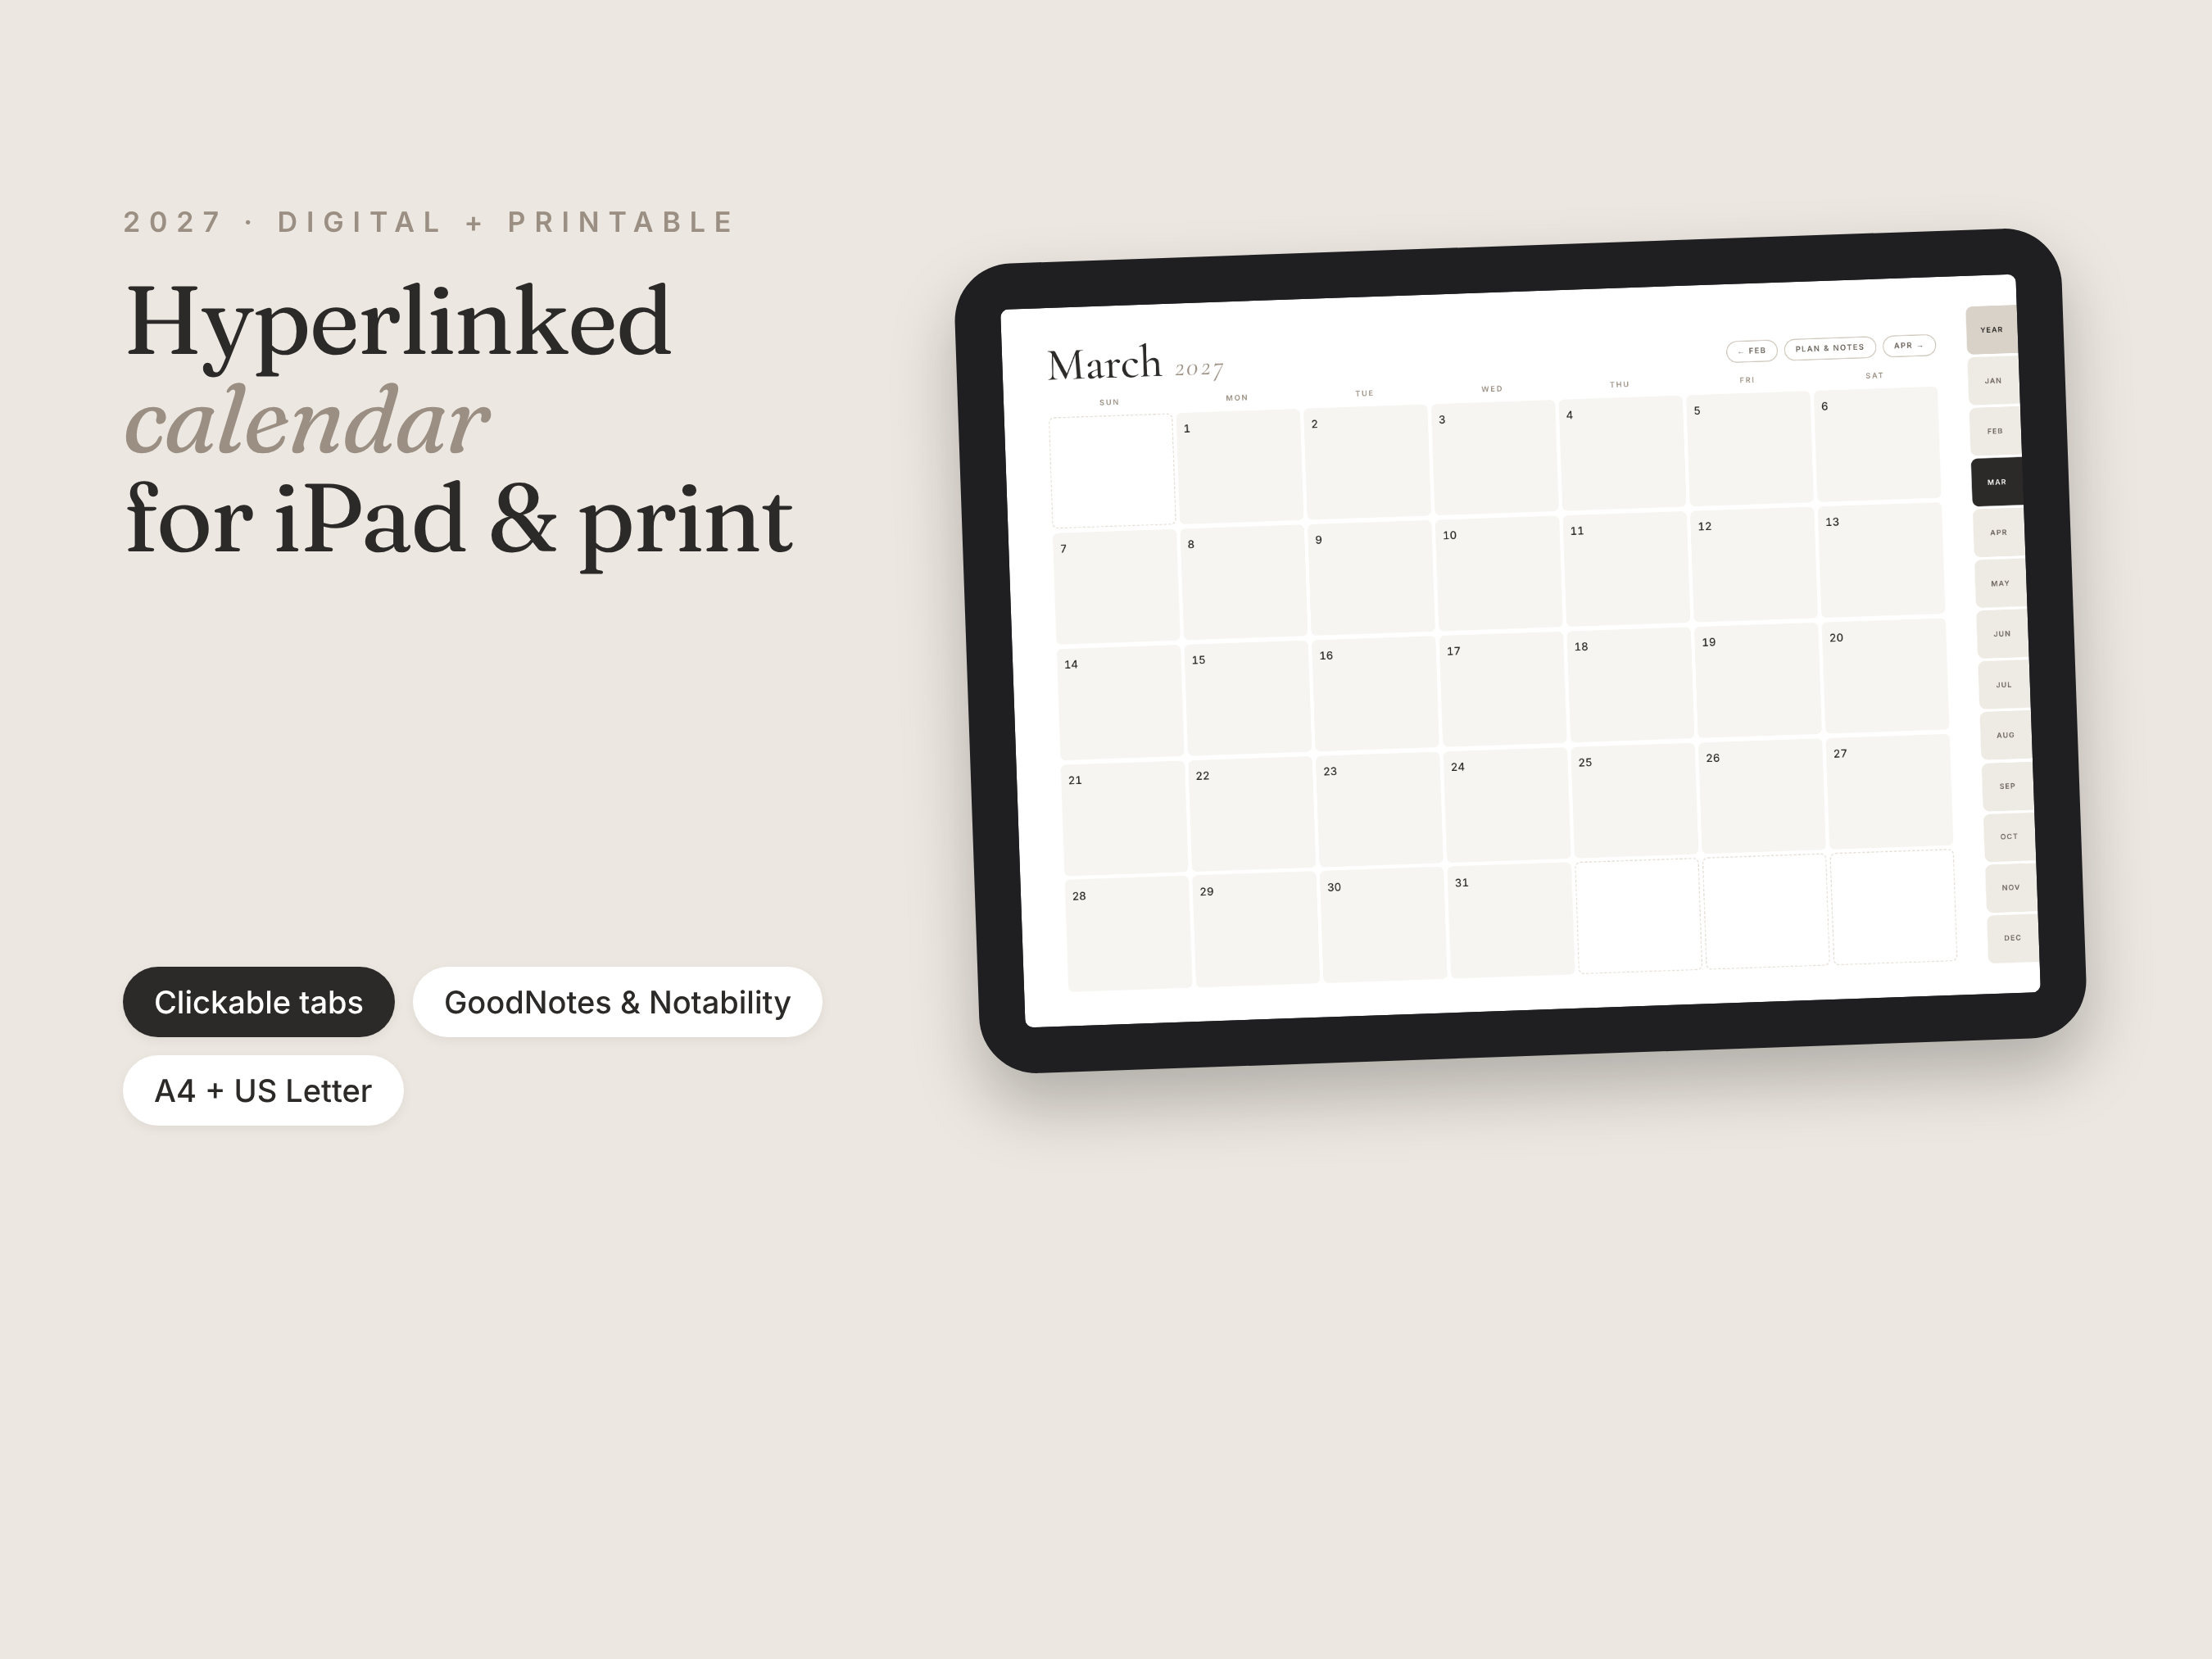 2027 · DIGITAL + PRINTABLE
Hyperlinked
calendar
for iPad & print
Clickable tabs
GoodNotes & Notability
A4 + US Letter
March 2027
← FEB
PLAN & NOTES
APR →
SUN MON TUE WED THU FRI SAT
1 2 3 4 5 6
7 8 9 10 11 12 13
14 15 16 17 18 19 20
21 22 23 24 25 26 27
28 29 30 31
YEAR
JAN
FEB
MAR
APR
MAY
JUN
JUL
AUG
SEP
OCT
NOV
DEC